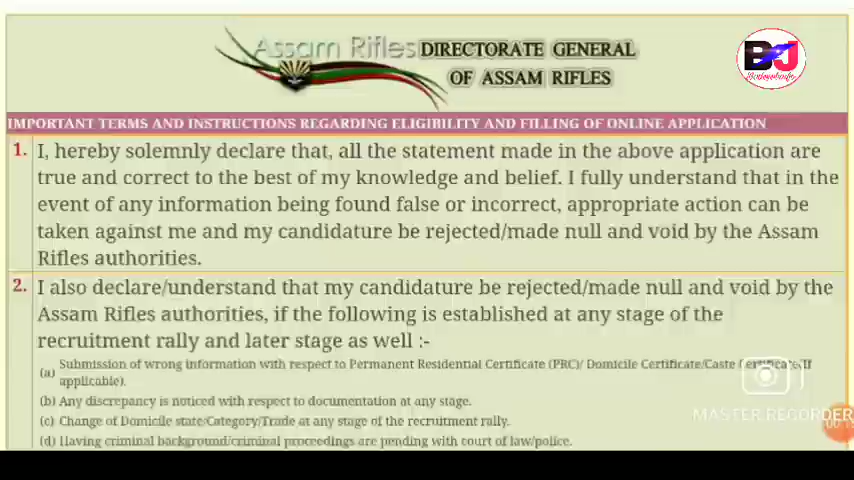 Assam Rifles DIRECTORATE GENERAL
OF ASSAM RIFLES
BJ
IMPORTANT TERMS AND INSTRUCTIONS REGARDING ELIGIBILITY AND FILLING OF ONLINE APPLICATION
1. I, hereby solemnly declare that, all the statement made in the above application are
true and correct to the best of my knowledge and belief. I fully understand that in the
event of any information being found false or incorrect, appropriate action can be
taken against me and my candidature be rejected/made null and void by the Assam
Rifles authorities.
2. I also declare/understand that my candidature be rejected/made null and void by the
Assam Rifles authorities, if the following is established at any stage of the
recruitment rally and later stage as well :-
(a) Submission of wrong information with respect to Permanent Residential Certificate (PRC)/ Domicile Certificate/Caste Certificate(If
applicable).
(b) Any discrepancy is noticed with respect to documentation at any stage.
(c) Change of Domicile state/Category/Trade at any stage of the recruitment rally.
(d) Having criminal background/criminal proceedings are pending with court of law/police.
MASTER RECORDER